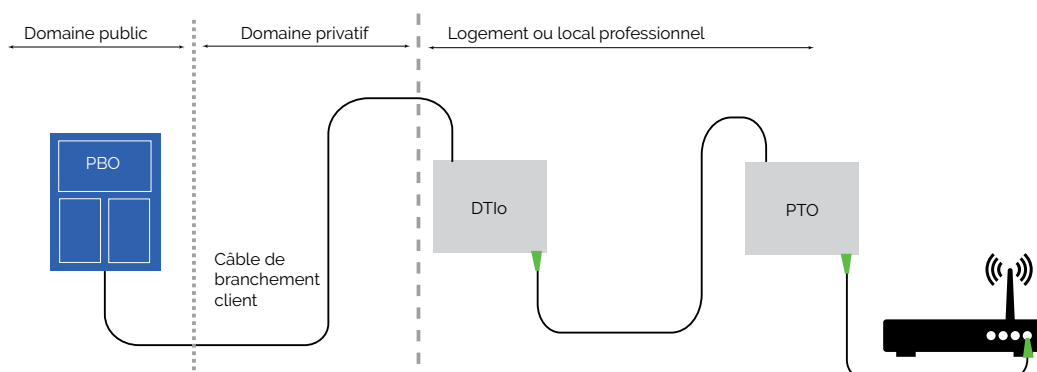 Domaine public
Domaine privatif
Logement ou local professionnel
PBO
DTIo
PTO
Câble de
branchement
client